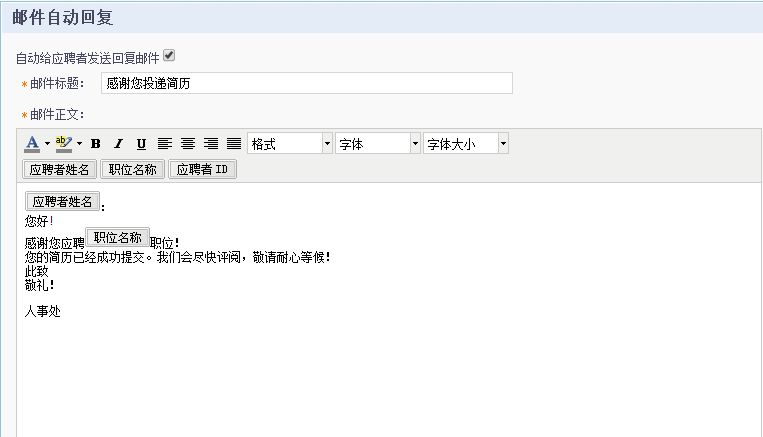 邮件自动回复
自动给应聘者发送回复邮件
*邮件标题： 感谢您投递简历
*邮件正文：
A ab B I U 格式 字体 字体大小
应聘者姓名 职位名称 应聘者 ID
应聘者姓名：
您好！
感谢您应聘职位名称职位！
您的简历已经成功提交。我们会尽快评阅，敬请耐心等候！
此致
敬礼！
人事处